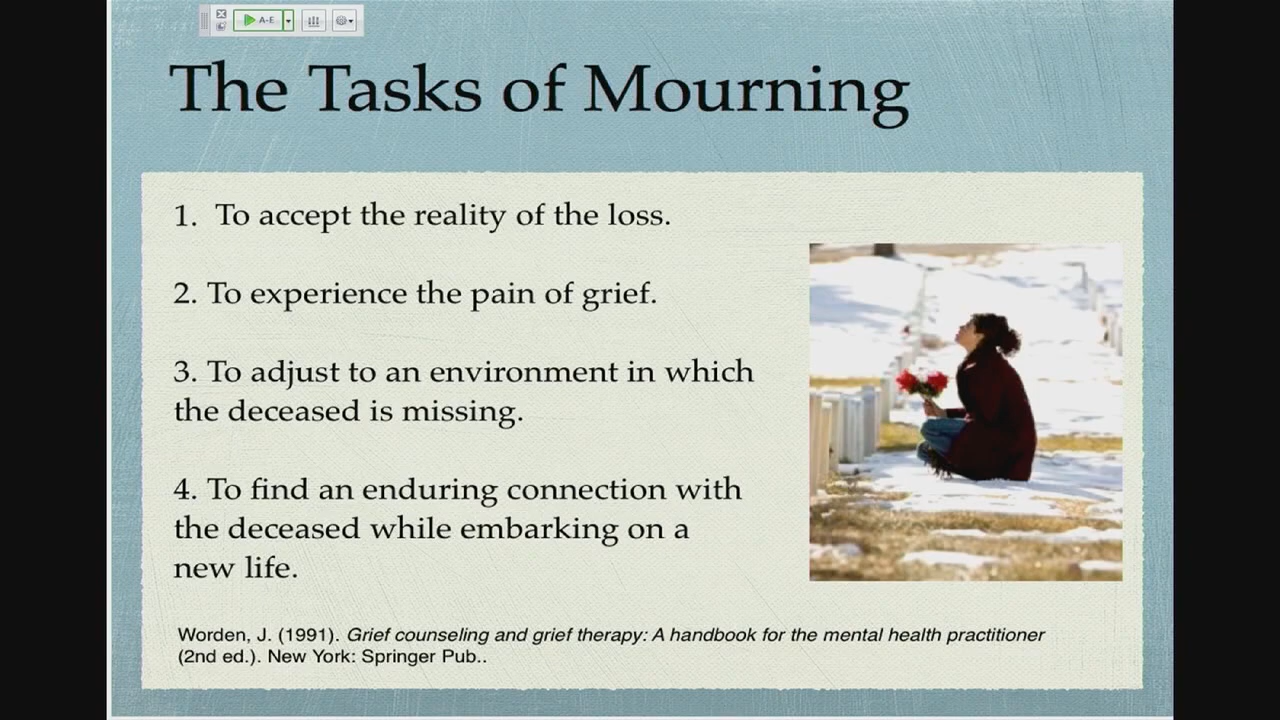 A-E
The Tasks of Mourning
1. To accept the reality of the loss.
2. To experience the pain of grief.
3. To adjust to an environment in which
the deceased is missing.
4. To find an enduring connection with
the deceased while embarking on a
new life.
Worden, J. (1991). Grief counseling and grief therapy: A handbook for the mental health practitioner
(2nd ed.). New York: Springer Pub..